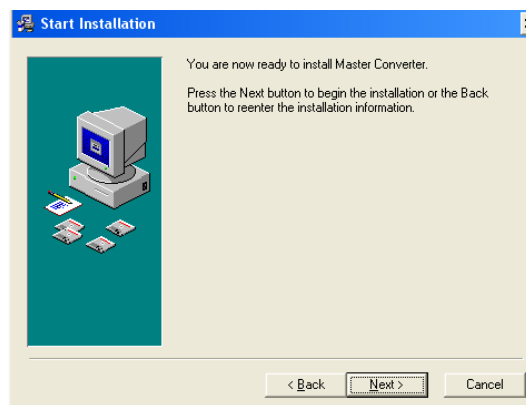 Start Installation
You are now ready to install Master Converter.
Press the Next button to begin the installation or the Back
button to reenter the installation information.
< Back Next > Cancel